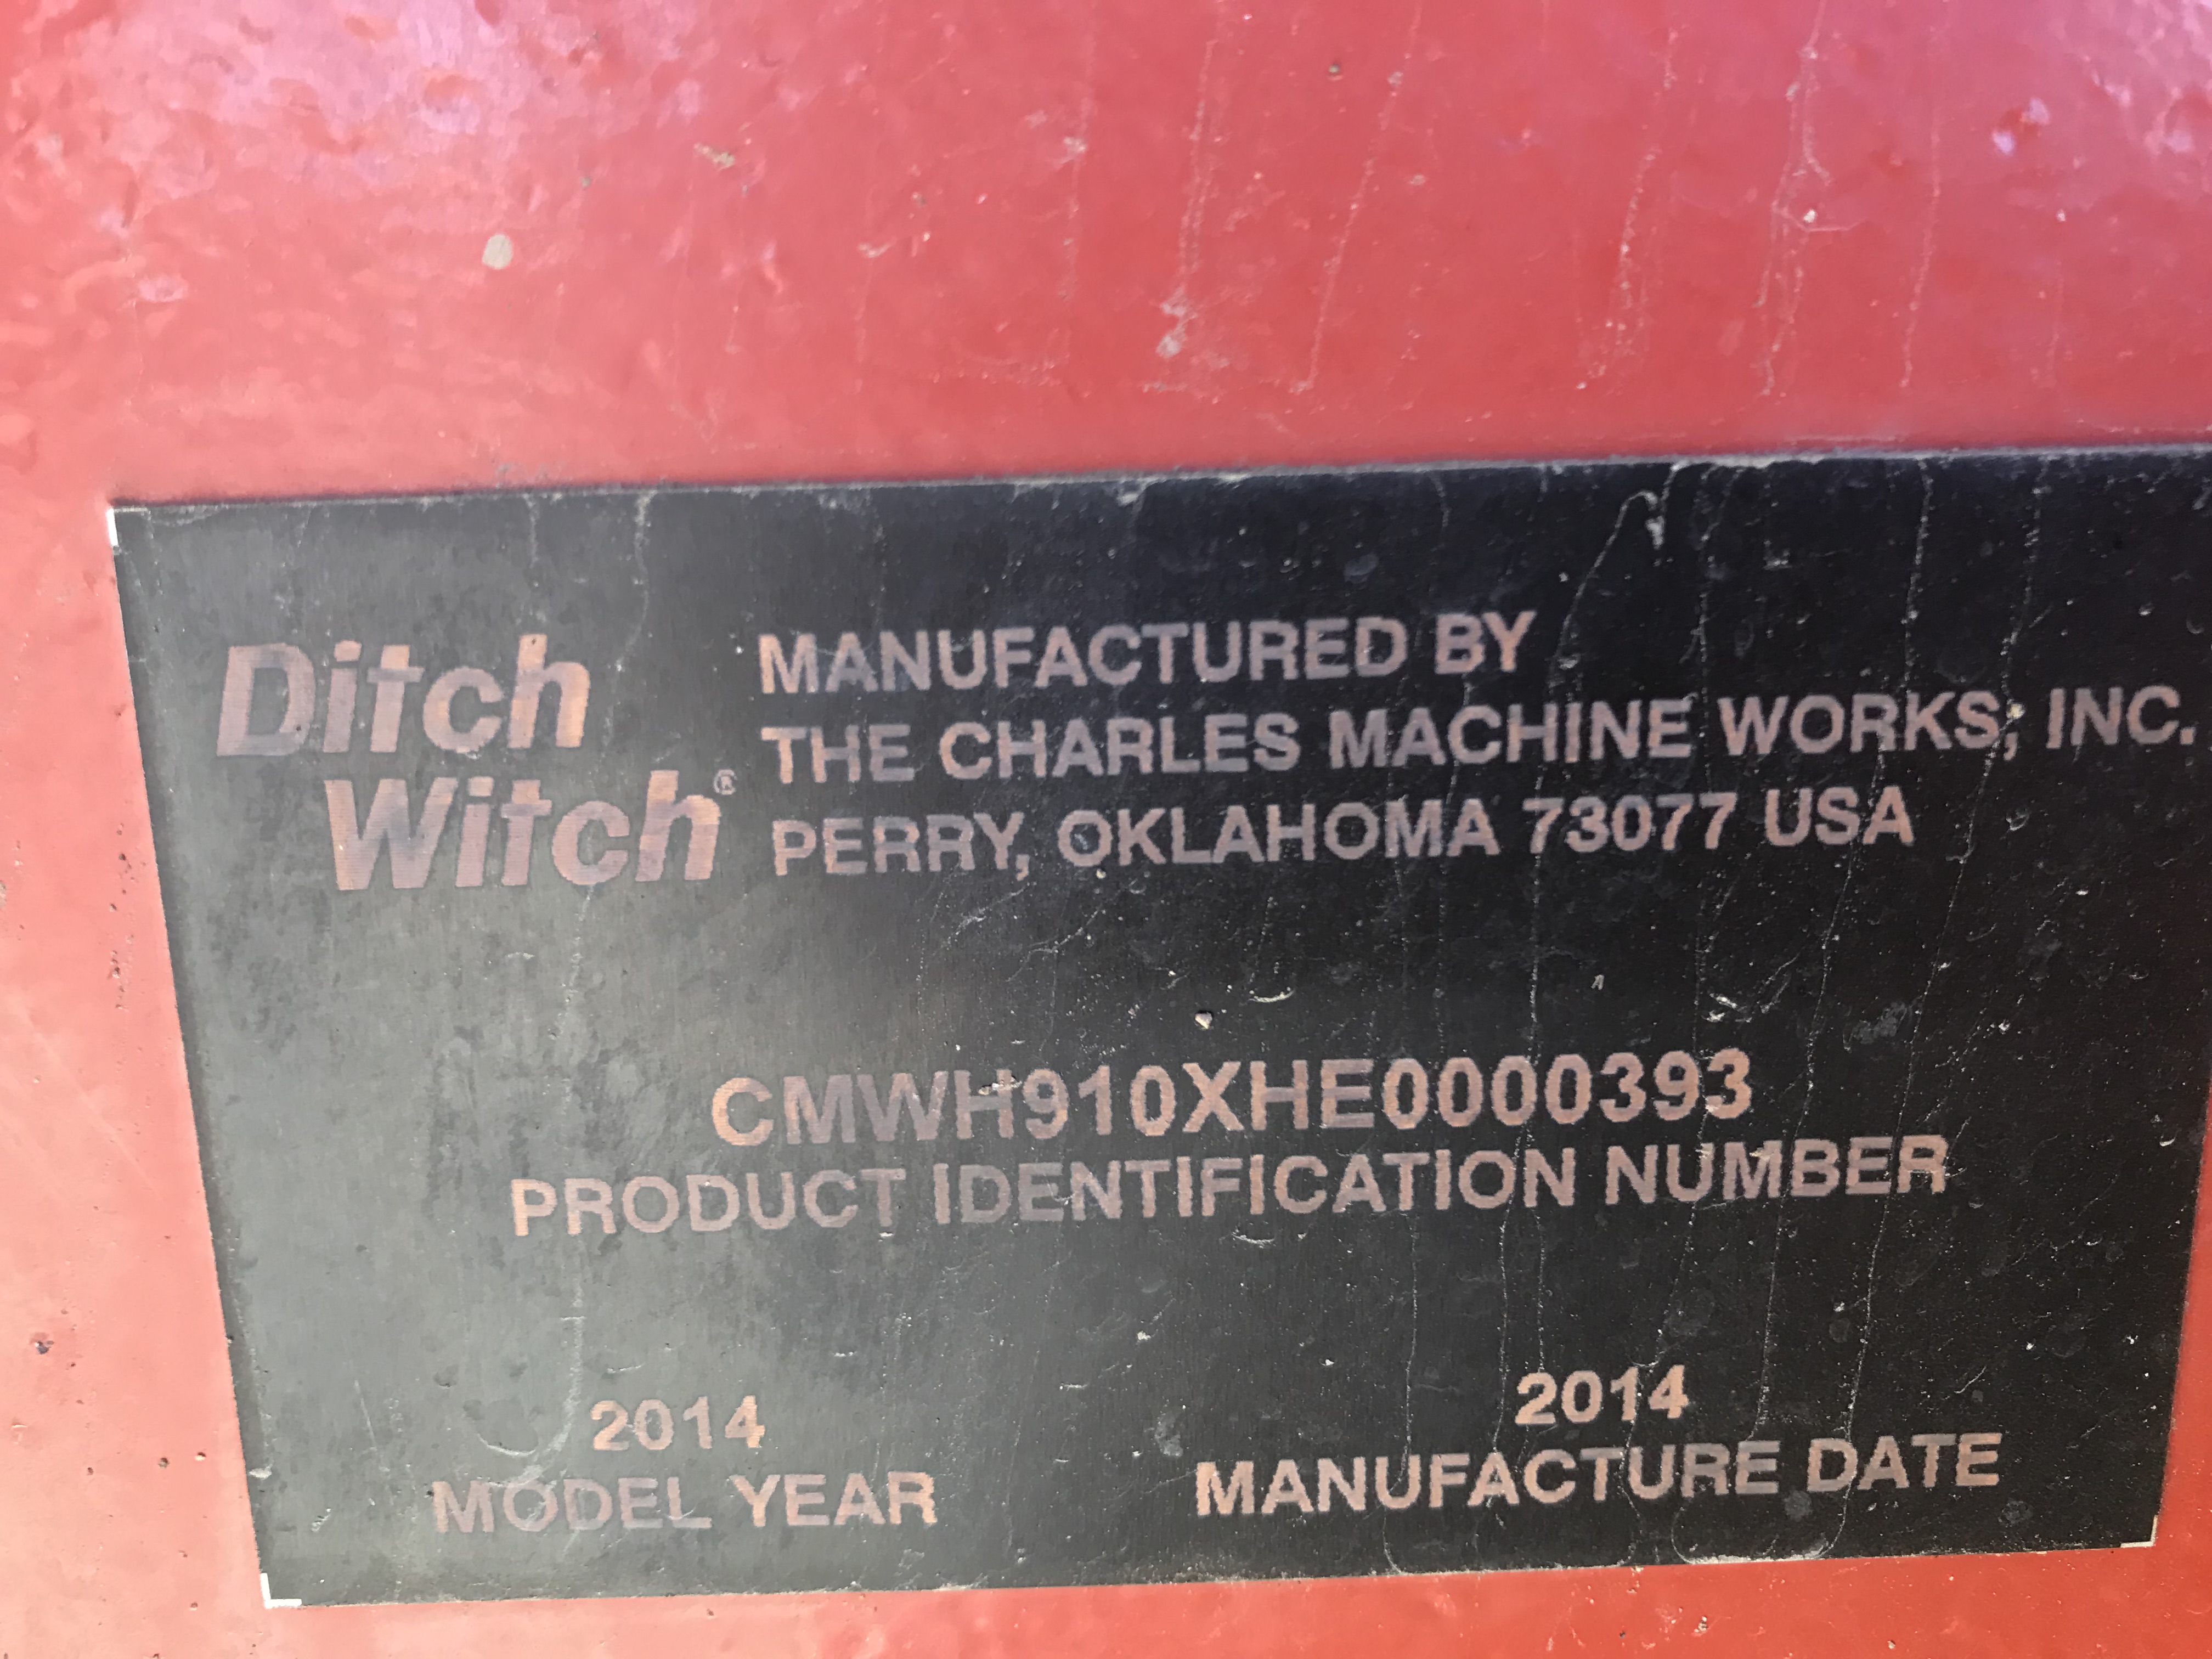 Ditch
Witch®
MANUFACTURED BY
THE CHARLES MACHINE WORKS, INC.
PERRY, OKLAHOMA 73077 USA
CMWH910XHE0000393
PRODUCT IDENTIFICATION NUMBER
2014
MODEL YEAR
2014
MANUFACTURE DATE